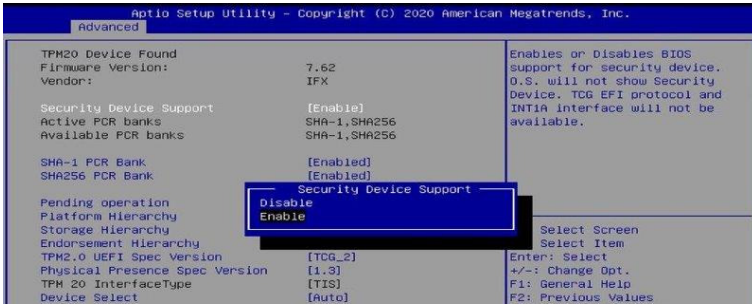 Aptio Setup Utility – Copyright (C) 2020 American Megatrends, Inc.
Advanced
TPM20 Device Found
Firmware Version: 7.62
Vendor: IFX
Security Device Support [Enable]
Active PCR banks SHA-1,SHA256
Available PCR banks SHA-1,SHA256
SHA-1 PCR Bank [Enabled]
SHA256 PCR Bank [Enabled]
Pending operation
Platform Hierarchy
Storage Hierarchy
Endorsement Hierarchy
TPM2.0 UEFI Spec Version [TCG_2]
Physical Presence Spec Version [1.3]
TPM 20 InterfaceType [TIS]
Device Select [Auto]
Security Device Support
Disable
Enable
Enables or Disables BIOS
support for security device.
O.S. will not show Security
Device. TCG EFI protocol and
INT1A interface will not be
available.
Select Screen
Select Item
Enter: Select
+/-: Change Opt.
F1: General Help
F2: Previous Values